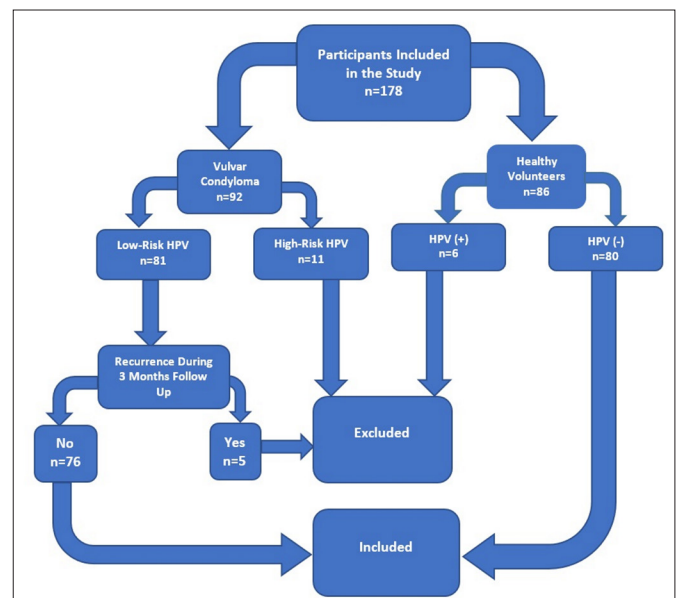 Participants Included
in the Study
n=178
Vulvar
Condyloma
n=92
Healthy
Volunteers
n=86
Low-Risk HPV
n=81
High-Risk HPV
n=11
HPV (+)
n=6
HPV (-)
n=80
Recurrence During
3 Months Follow
Up
No
n=76
Yes
n=5
Excluded
Included